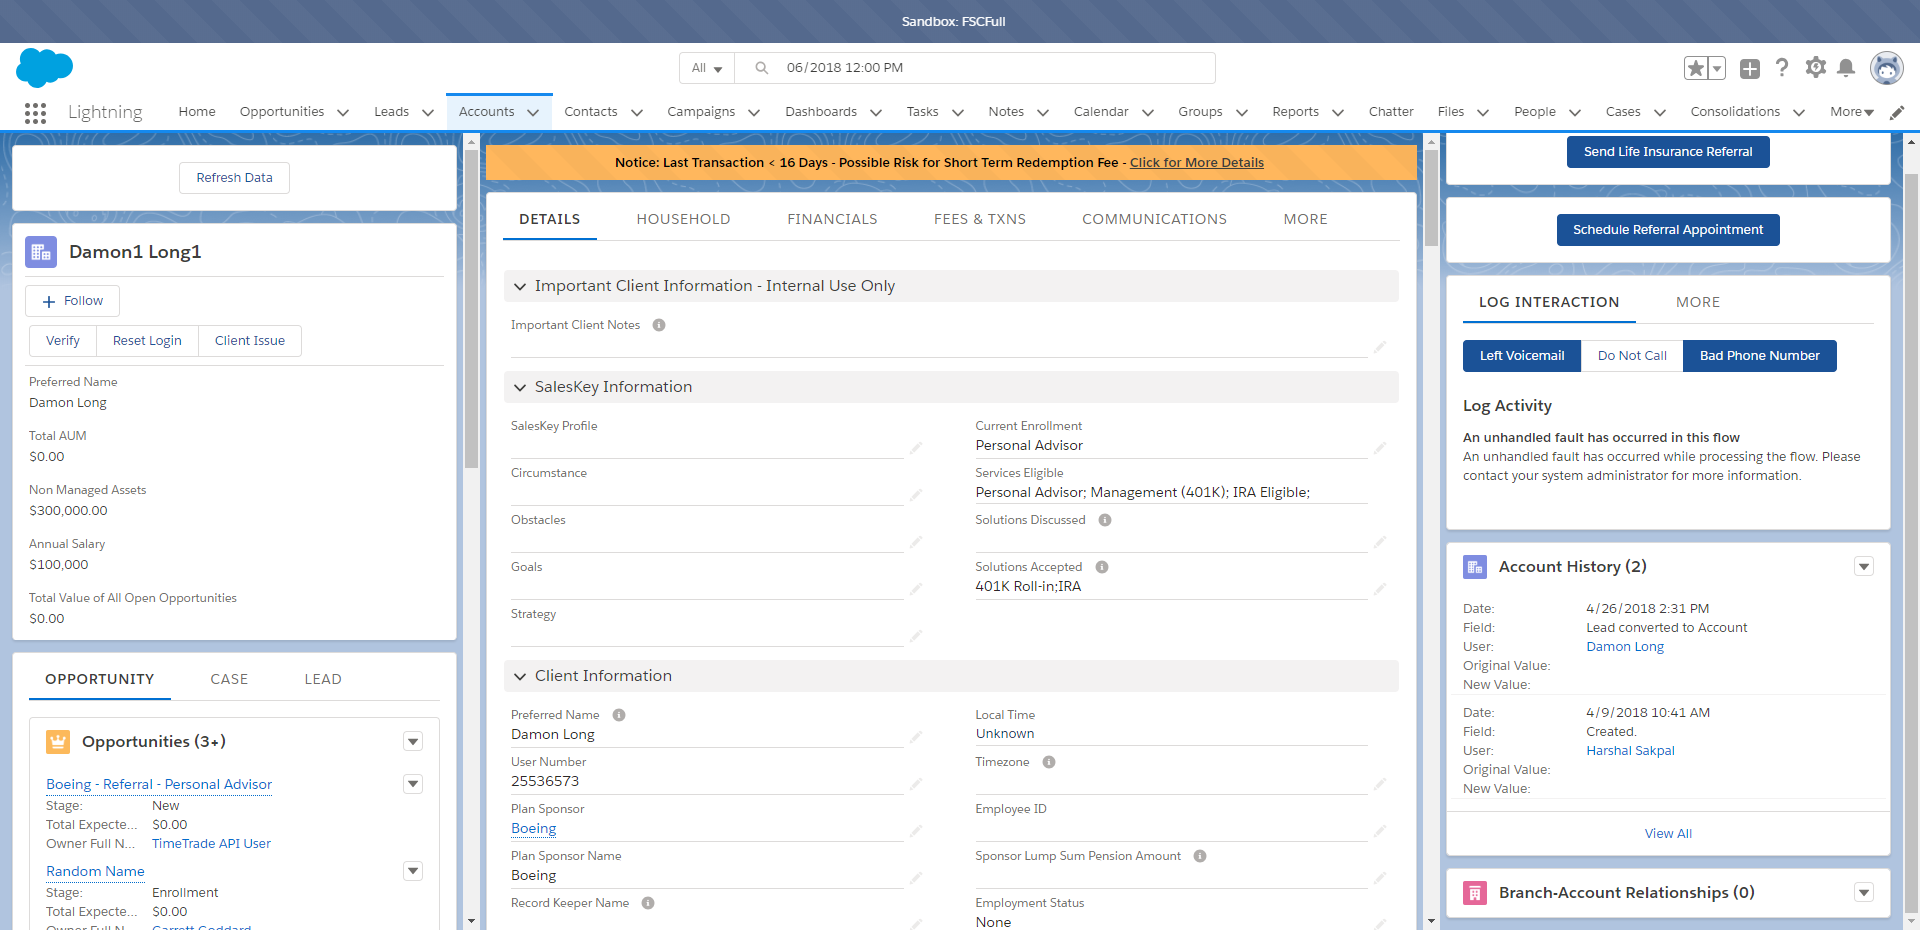 Sandbox: FSCFull
All
06/2018 12:00 PM
Lightning
Home
Opportunities
Leads
Accounts
Contacts
Campaigns
Dashboards
Tasks
Notes
Calendar
Groups
Reports
Chatter
Files
People
Cases
Consolidations
More
Refresh Data
Damon1 Long1
Follow
Verify
Reset Login
Client Issue
Preferred Name
Damon Long
Total AUM
$0.00
Non Managed Assets
$300,000.00
Annual Salary
$100,000
Total Value of All Open Opportunities
$0.00
OPPORTUNITY
CASE
LEAD
Opportunities (3+)
Boeing - Referral - Personal Advisor
Stage: New
Total Expecte... $0.00
Owner Full N... TimeTrade API User
Random Name
Stage: Enrollment
Total Expecte... $0.00
Owner Full N... Garrett Goddard
Notice: Last Transaction < 16 Days - Possible Risk for Short Term Redemption Fee - Click for More Details
DETAILS
HOUSEHOLD
FINANCIALS
FEES & TXNS
COMMUNICATIONS
MORE
Important Client Information - Internal Use Only
Important Client Notes
SalesKey Information
SalesKey Profile
Circumstance
Obstacles
Goals
Strategy
Current Enrollment
Personal Advisor
Services Eligible
Personal Advisor; Management (401K); IRA Eligible;
Solutions Discussed
Solutions Accepted
401K Roll-in;IRA
Client Information
Preferred Name
Damon Long
User Number
25536573
Plan Sponsor
Boeing
Plan Sponsor Name
Boeing
Record Keeper Name
Local Time
Unknown
Timezone
Employee ID
Sponsor Lump Sum Pension Amount
Employment Status
None
Send Life Insurance Referral
Schedule Referral Appointment
LOG INTERACTION
MORE
Left Voicemail
Do Not Call
Bad Phone Number
Log Activity
An unhandled fault has occurred in this flow
An unhandled fault has occurred while processing the flow. Please
contact your system administrator for more information.
Account History (2)
Date: 4/26/2018 2:31 PM
Field: Lead converted to Account
User: Damon Long
Original Value:
New Value:
Date: 4/9/2018 10:41 AM
Field: Created.
User: Harshal Sakpal
Original Value:
New Value:
View All
Branch-Account Relationships (0)